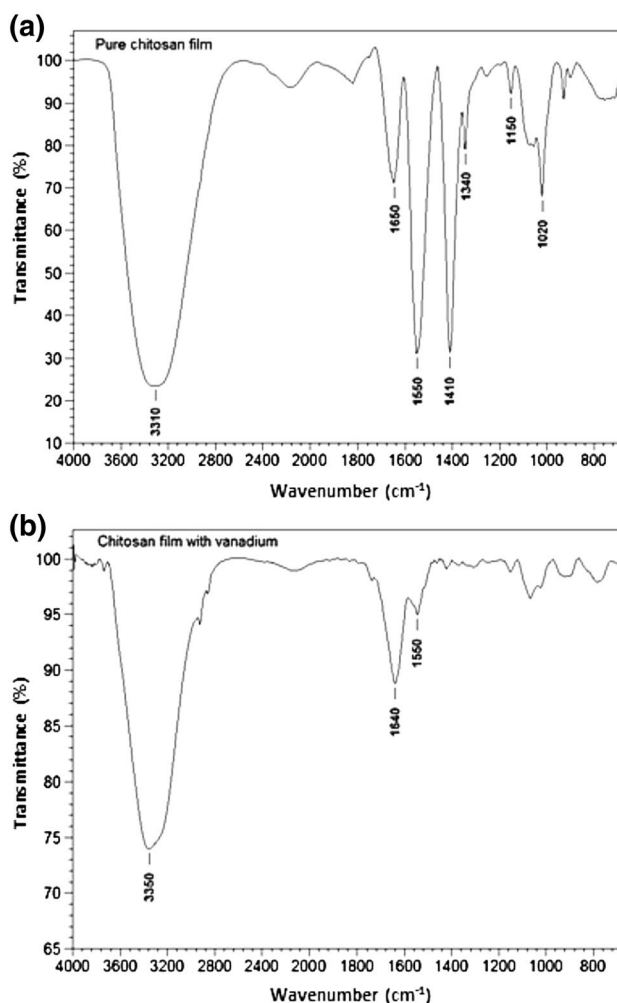 (a)
Pure chitosan film
Transmittance (%)
100
90
80
70
60
50
40
30
20
10
3310
1650
1550
1410
1340
1150
1020
4000 3600 3200 2800 2400 2000 1600 1400 1200 1000 800
Wavenumber (cm⁻¹)
(b)
Chitosan film with vanadium
Transmittance (%)
100
95
90
85
80
75
70
65
3350
1640
1550
4000 3600 3200 2800 2400 2000 1600 1400 1200 1000 800
Wavenumber (cm⁻¹)